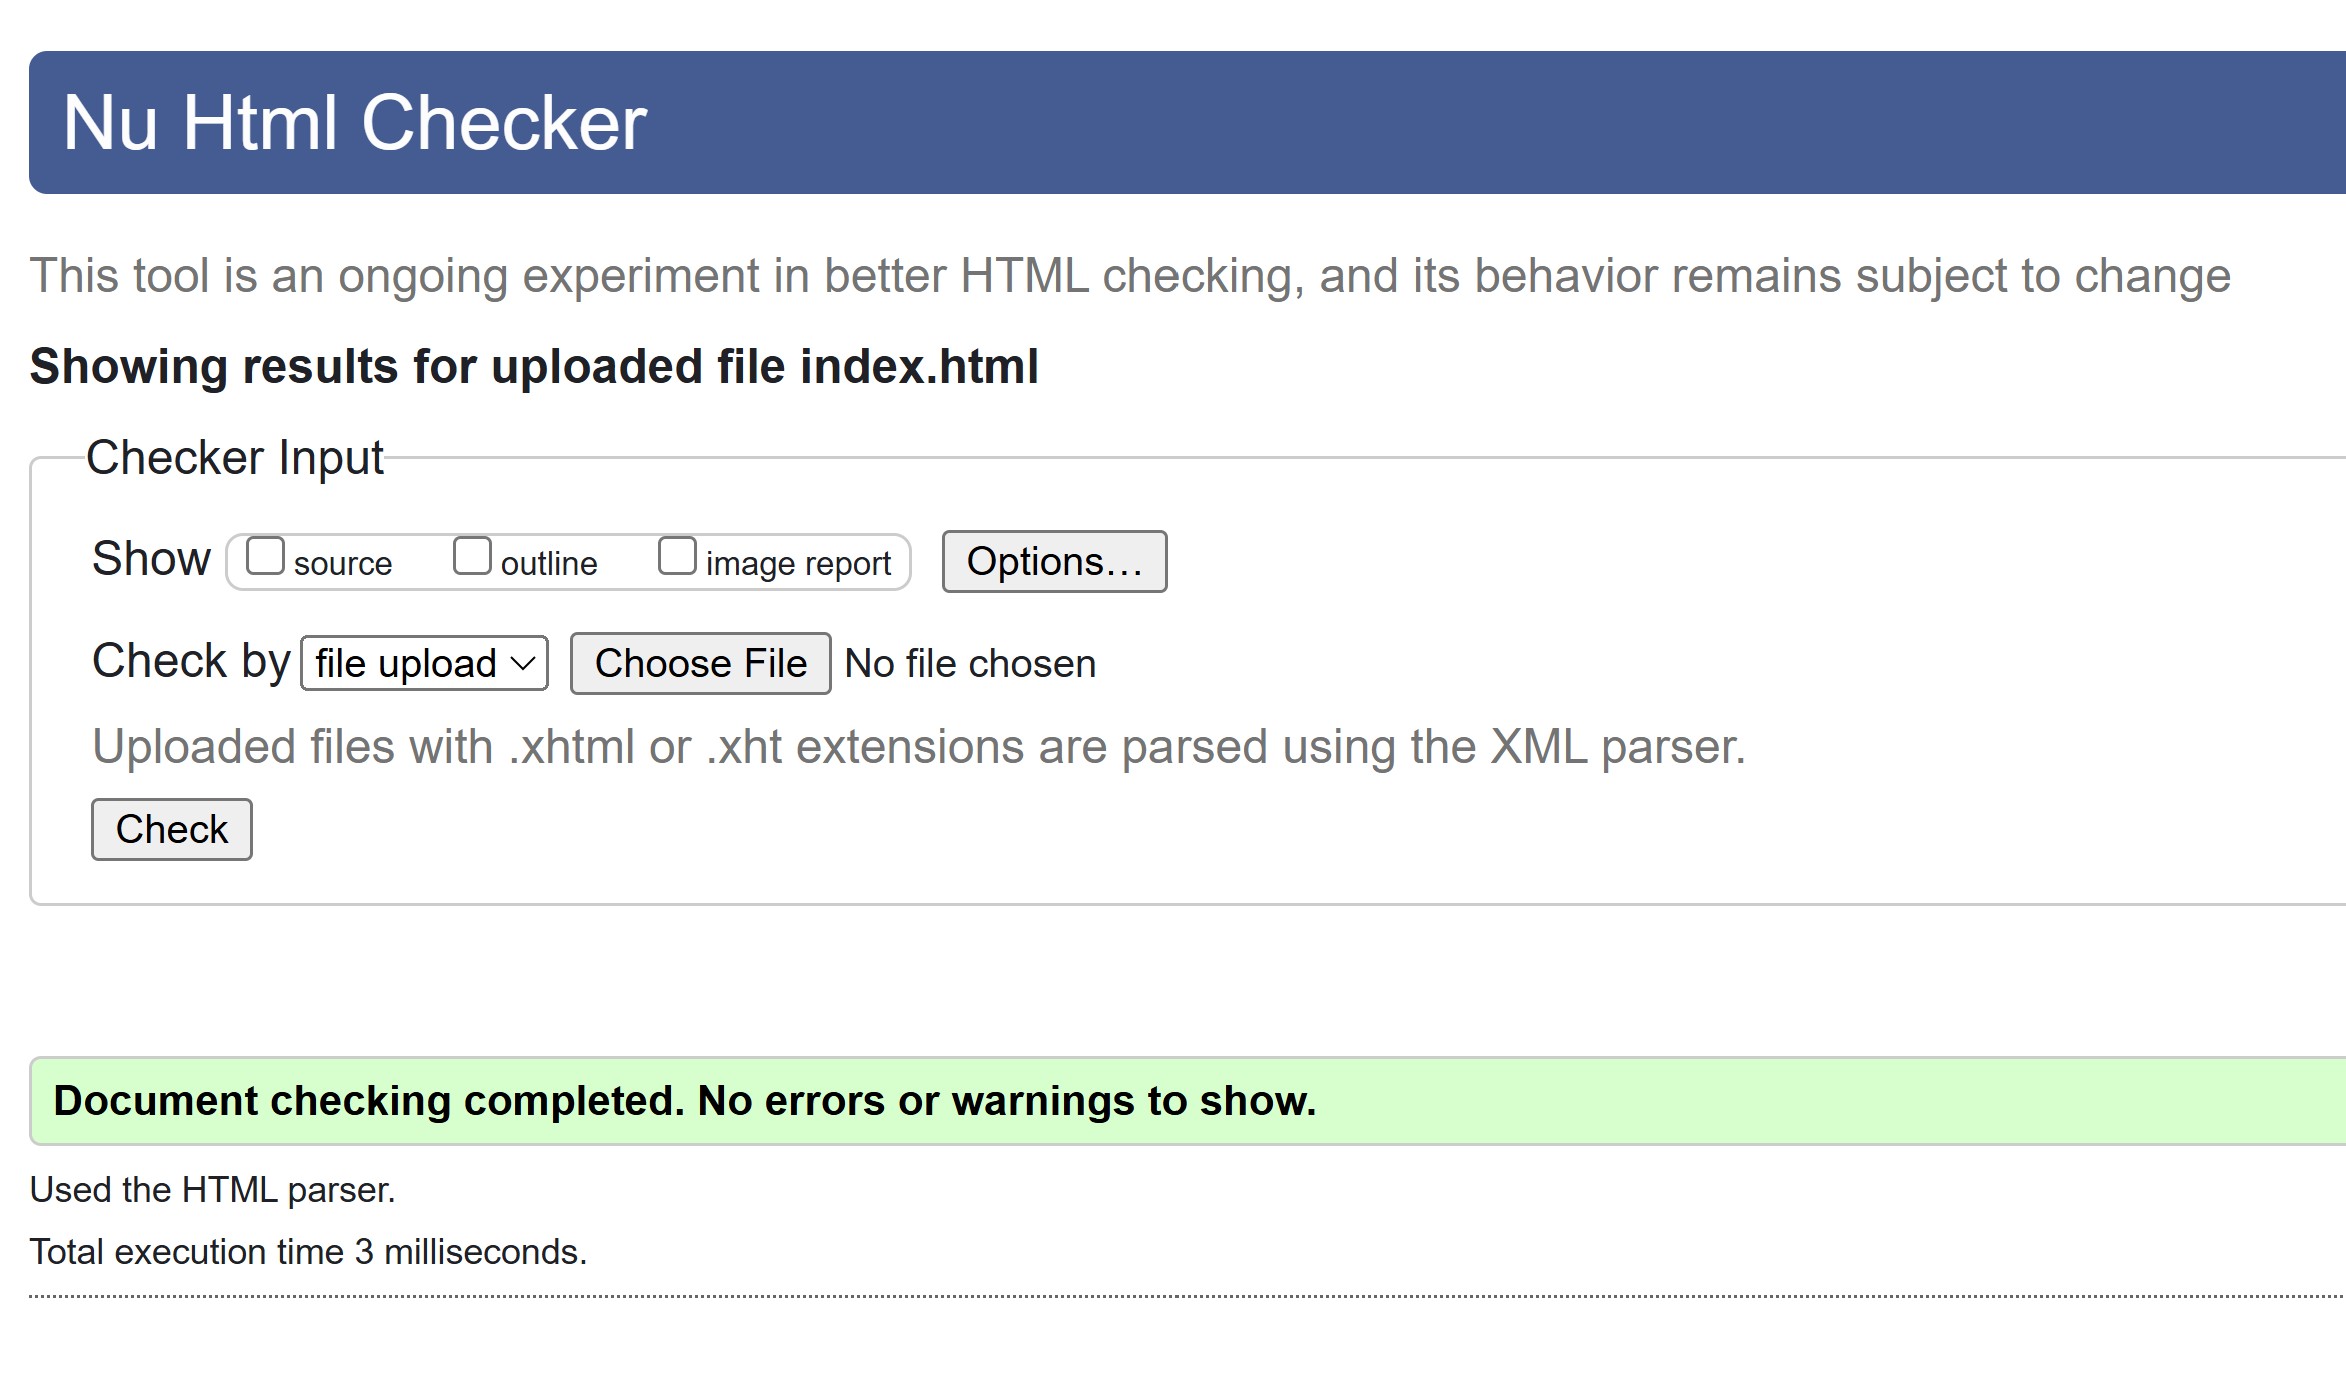 Nu Html Checker
This tool is an ongoing experiment in better HTML checking, and its behavior remains subject to change
Showing results for uploaded file index.html
Checker Input
Show source outline image report Options…
Check by file upload Choose File No file chosen
Uploaded files with .xhtml or .xht extensions are parsed using the XML parser.
Check
Document checking completed. No errors or warnings to show.
Used the HTML parser.
Total execution time 3 milliseconds.